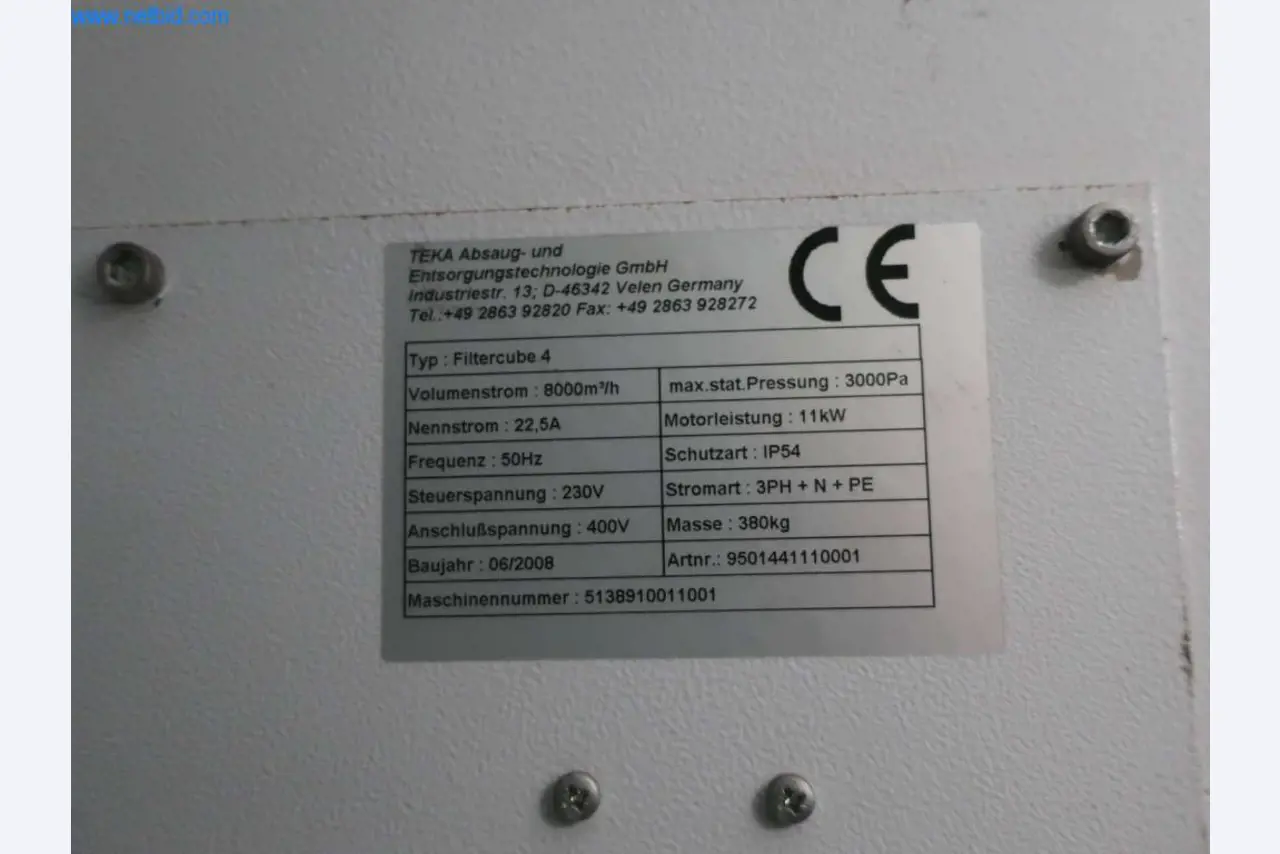 www.netbid.com
TEKA Absaug- und
Entsorgungstechnologie GmbH
Industriestr. 13; D-46342 Velen Germany
Tel.:+49 2863 92820 Fax: +49 2863 928272
CE
Typ : Filtercube 4
Volumenstrom : 8000m³/h max.stat.Pressung : 3000Pa
Nennstrom : 22,5A Motorleistung : 11kW
Frequenz : 50Hz Schutzart : IP54
Steuerspannung : 230V Stromart : 3PH + N + PE
Anschlußspannung : 400V Masse : 380kg
Baujahr : 06/2008 Artnr.: 9501441110001
Maschinennummer : 5138910011001